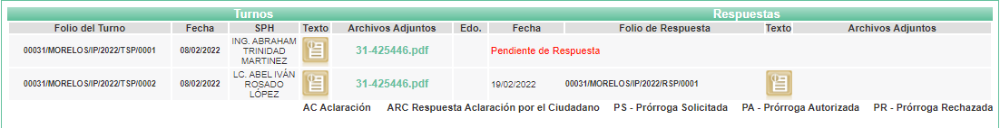 Turnos Respuestas
Folio del Turno Fecha SPH Texto Archivos Adjuntos Edo. Fecha Folio de Respuesta Texto Archivos Adjuntos
00031/MORELOS/IP/2022/TSP/0001 08/02/2022 ING. ABRAHAM TRINIDAD MARTINEZ 31-425446.pdf Pendiente de Respuesta
00031/MORELOS/IP/2022/TSP/0002 08/02/2022 LC. ABEL IVÁN ROSADO LÓPEZ 31-425446.pdf 19/02/2022 00031/MORELOS/IP/2022/RSP/0001
AC Aclaración ARC Respuesta Aclaración por el Ciudadano PS - Prórroga Solicitada PA - Prórroga Autorizada PR - Prórroga Rechazada